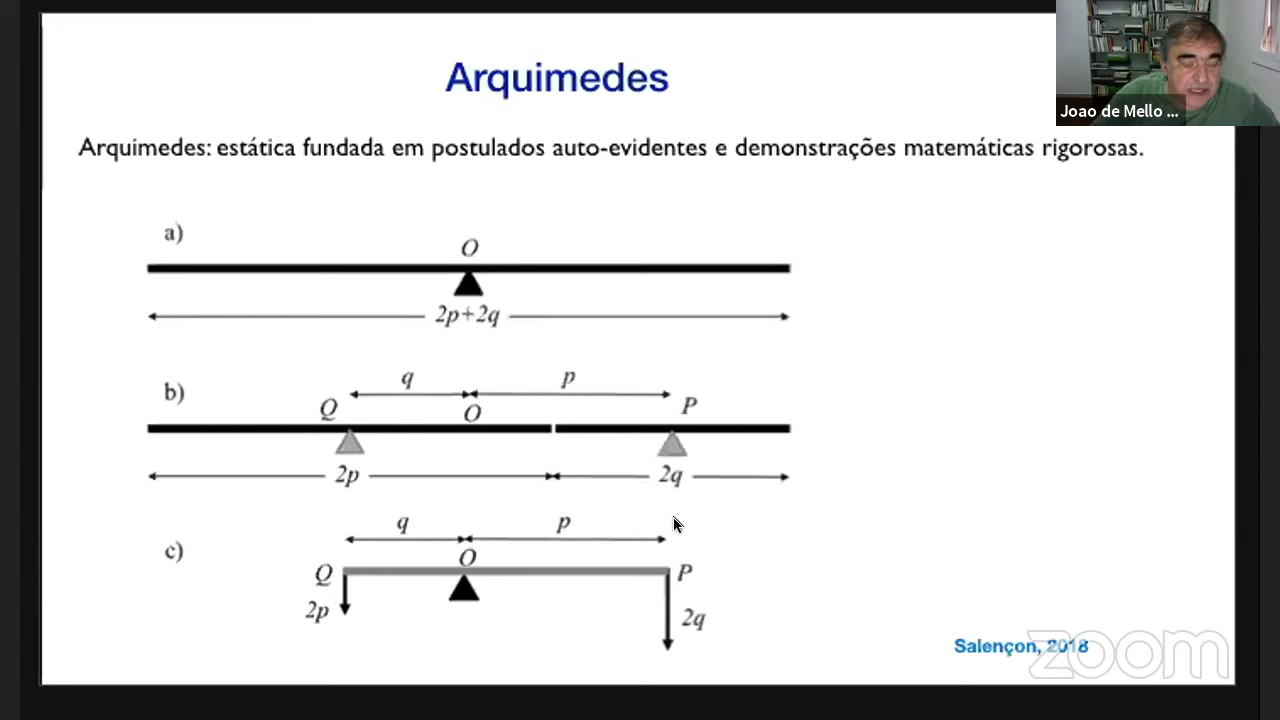 Arquimedes
Joao de Mello ...
Arquimedes: estática fundada em postulados auto-evidentes e demonstrações matemáticas rigorosas.
a)
O
2p+2q
b)
q
p
Q
O
P
2p
2q
c)
q
p
O
Q
P
2p
2q
Salençon, 2018
zoom